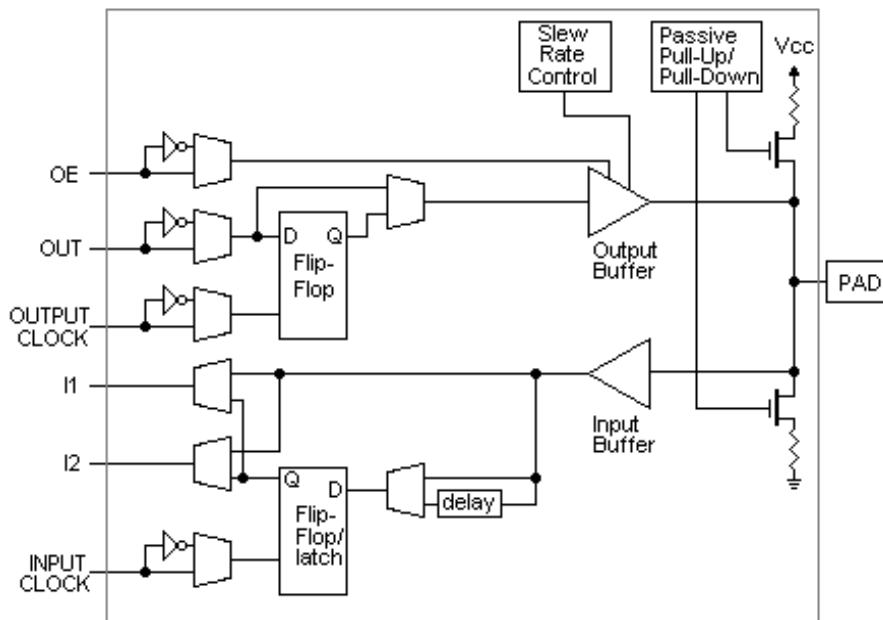 Slew
Rate
Control
Passive
Pull-Up/
Pull-Down
Vcc
OE
OUT
D
Q
Flip-
Flop
Output
Buffer
PAD
OUTPUT
CLOCK
I1
Input
Buffer
I2
Q
D
delay
Flip-
Flop/
latch
INPUT
CLOCK